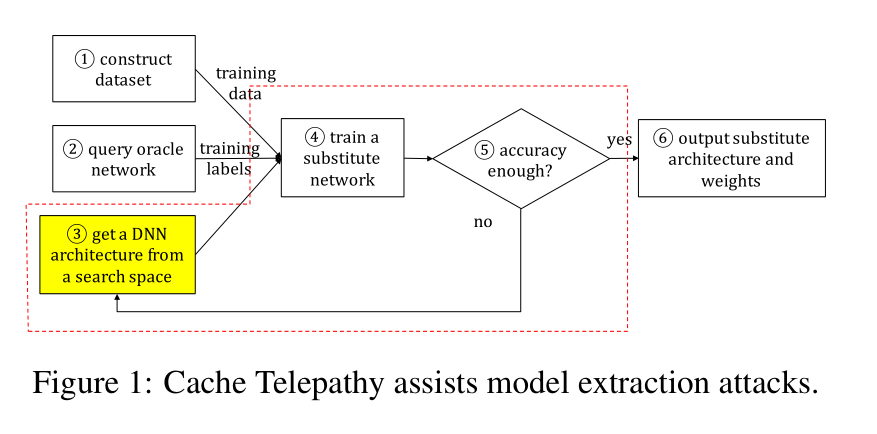 ① construct
dataset
training
data
② query oracle
network
training
labels
③ get a DNN
architecture from
a search space
④ train a
substitute
network
⑤ accuracy
enough?
yes
no
⑥ output substitute
architecture and
weights
Figure 1: Cache Telepathy assists model extraction attacks.